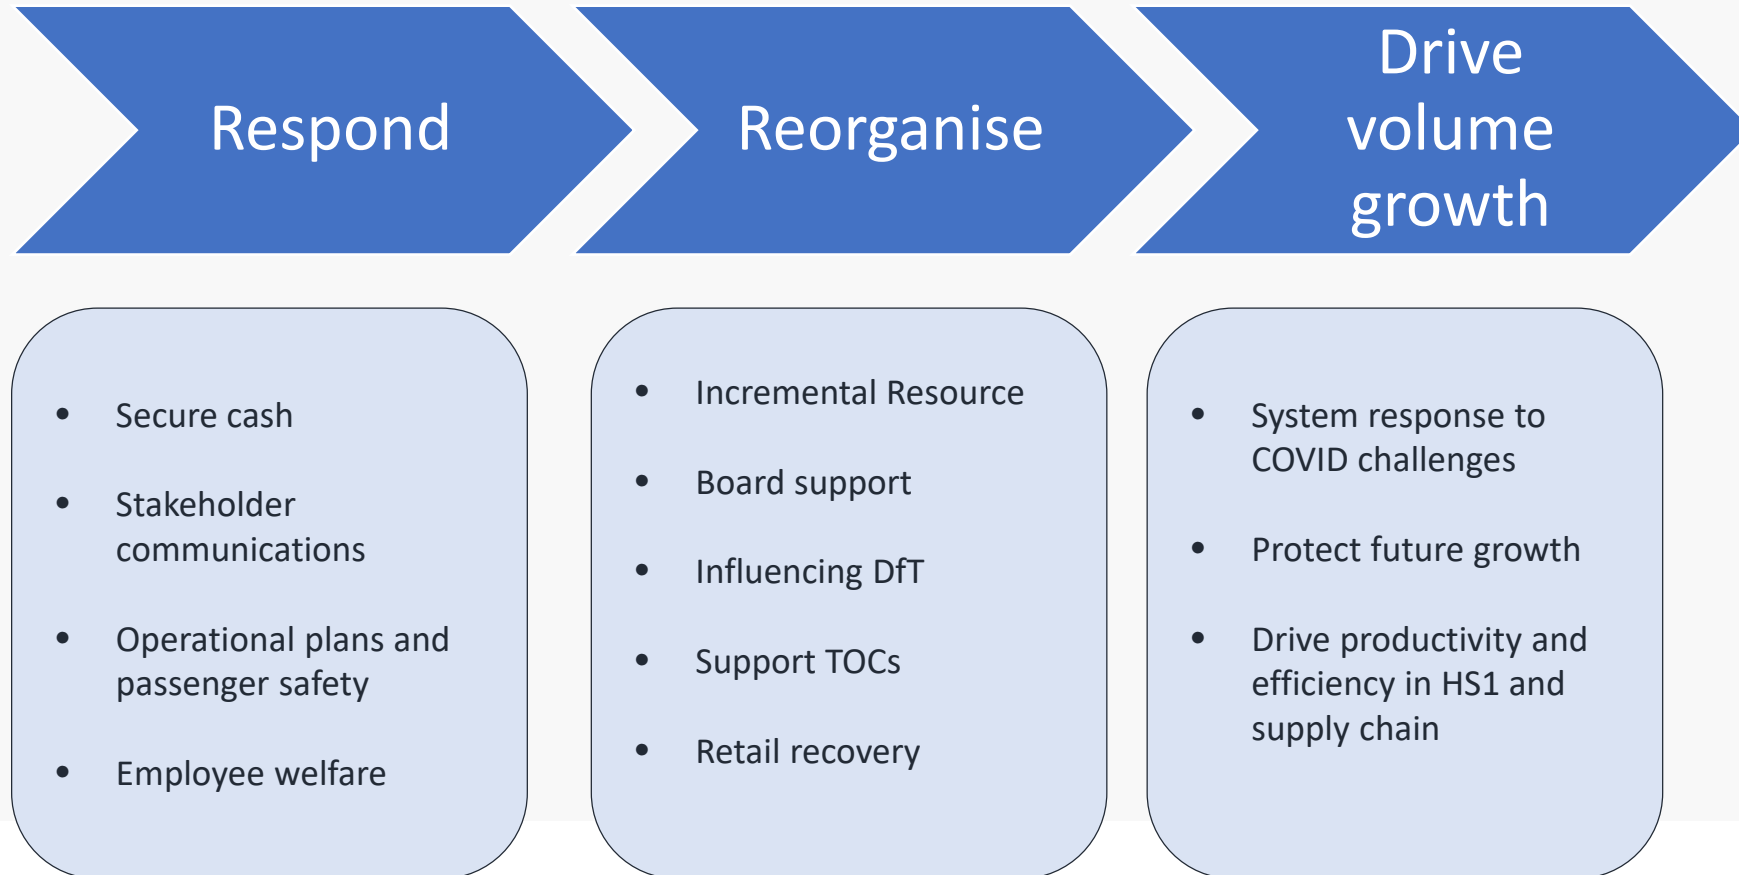 Respond
Reorganise
Drive
volume
growth
• Secure cash
• Stakeholder
communications
• Operational plans and
passenger safety
• Employee welfare
• Incremental Resource
• Board support
• Influencing DfT
• Support TOCs
• Retail recovery
• System response to
COVID challenges
• Protect future growth
• Drive productivity and
efficiency in HS1 and
supply chain